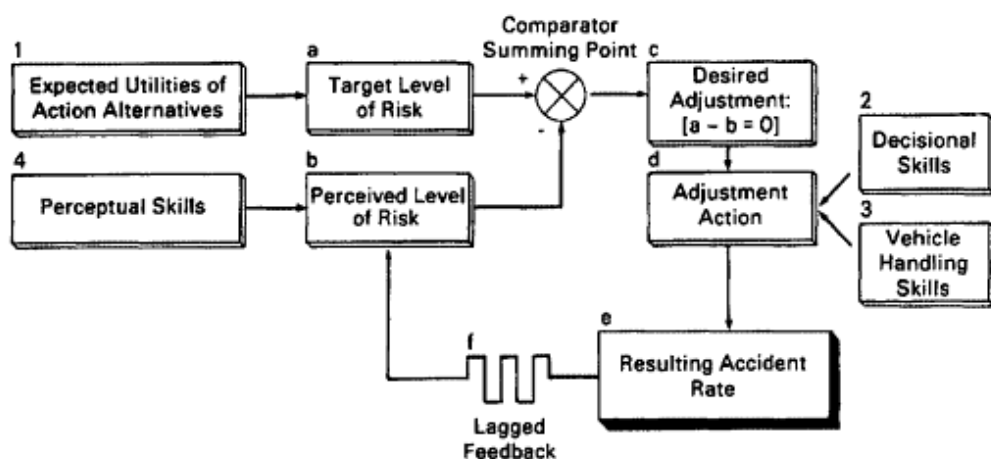 1
Expected Utilities of
Action Alternatives
a
Target Level
of Risk
Comparator
Summing Point
+
-
c
Desired
Adjustment:
[a – b = 0]
2
Decisional
Skills
4
Perceptual Skills
b
Perceived Level
of Risk
d
Adjustment
Action
3
Vehicle
Handling
Skills
e
Resulting Accident
Rate
f
Lagged
Feedback